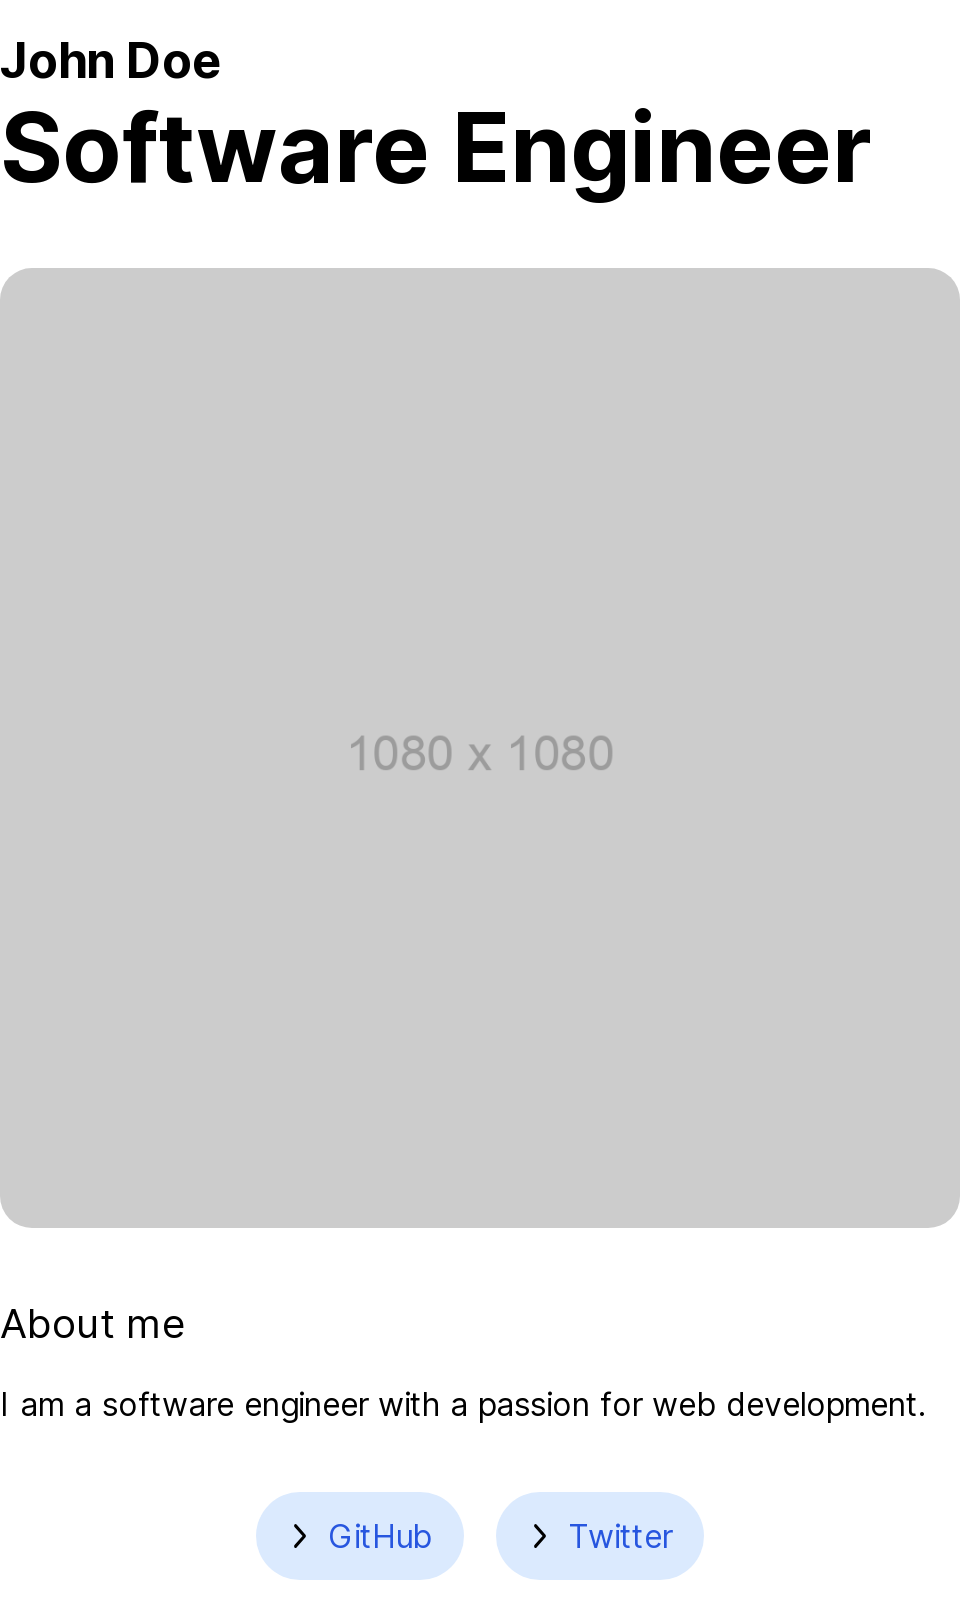 John Doe
Software Engineer
1080 x 1080
About me
I am a software engineer with a passion for web development.
GitHub
Twitter